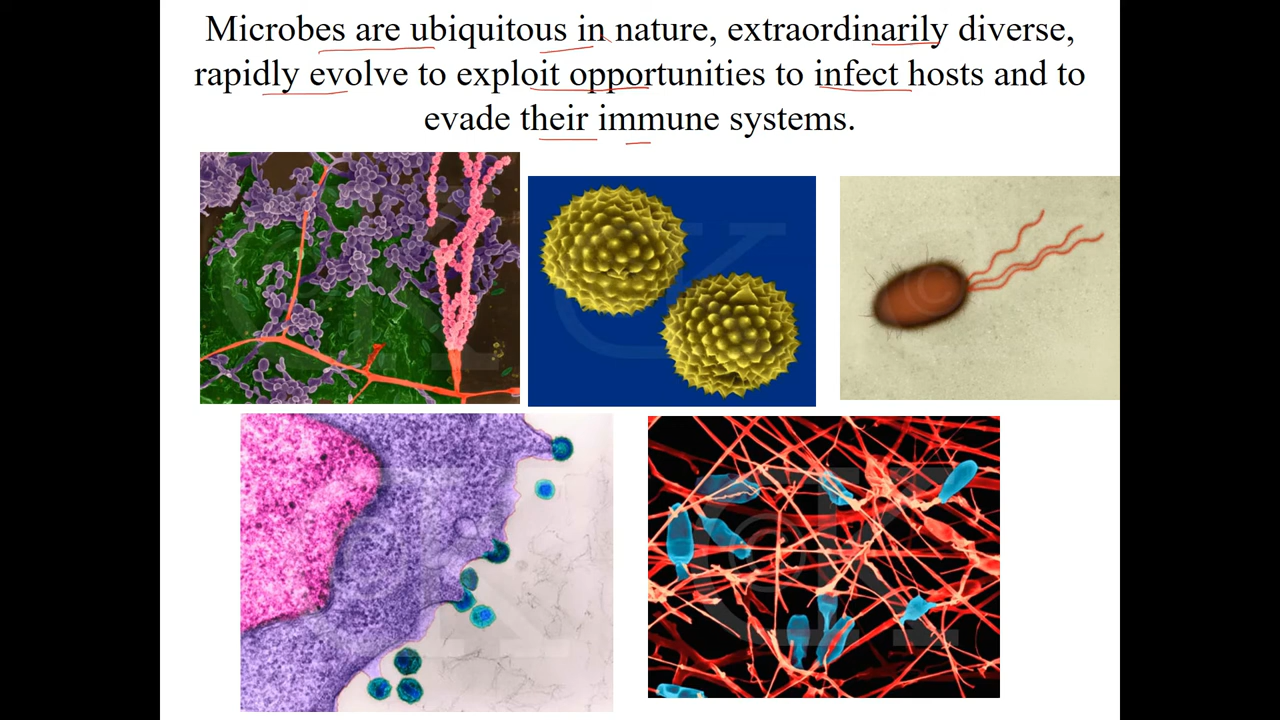 Microbes are ubiquitous in nature, extraordinarily diverse,
rapidly evolve to exploit opportunities to infect hosts and to
evade their immune systems.